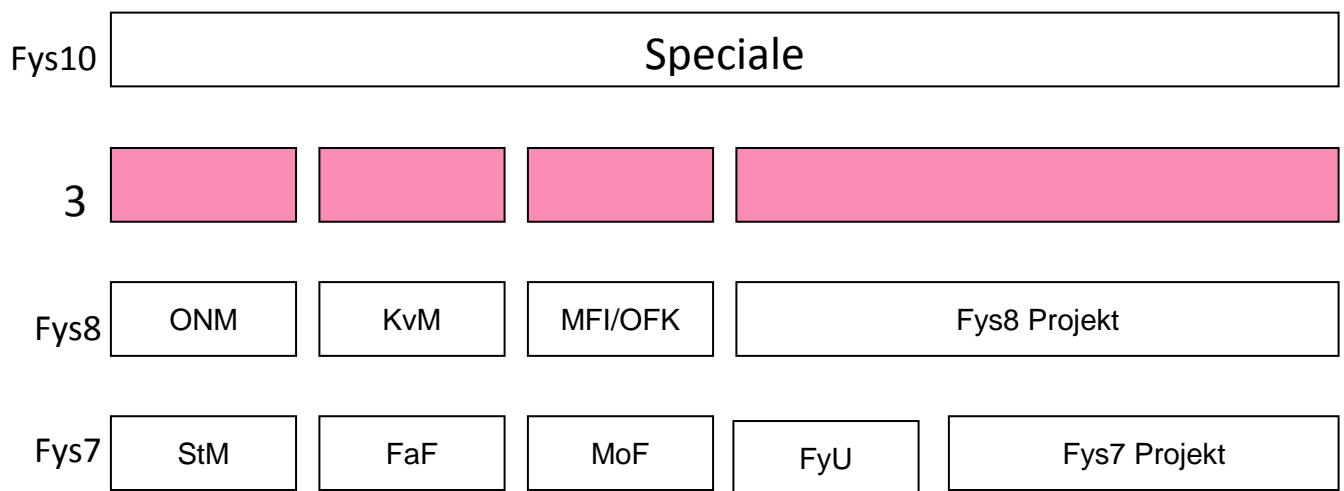 Fys10 Speciale
3
Fys8 ONM KvM MFI/OFK Fys8 Projekt
Fys7 StM FaF MoF FyU Fys7 Projekt